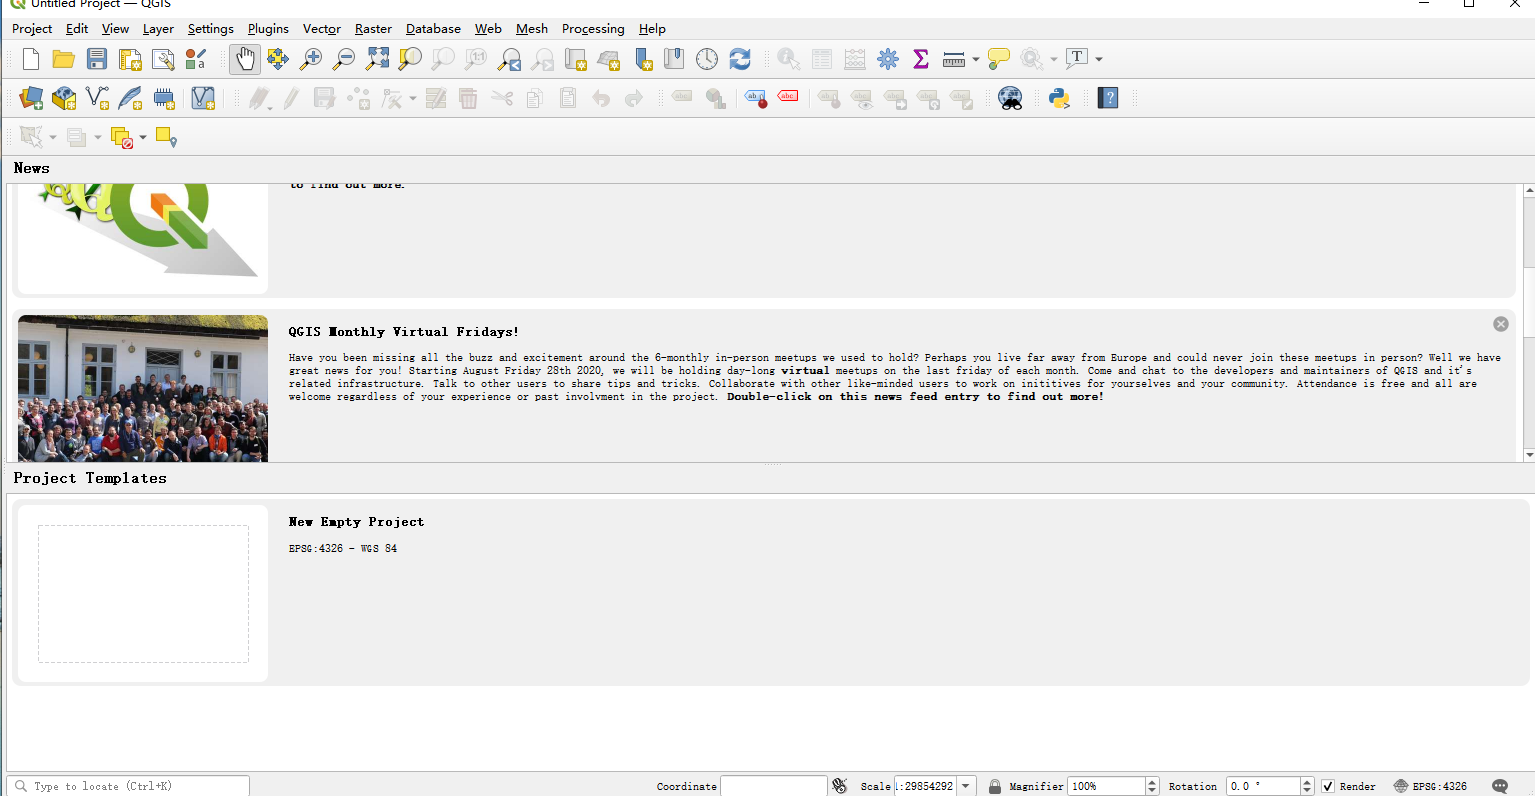 Untitled Project — QGIS
Project Edit View Layer Settings Plugins Vector Raster Database Web Mesh Processing Help
News
to find out more.
QGIS Monthly Virtual Fridays!
Have you been missing all the buzz and excitement around the 6-monthly in-person meetups we used to hold? Perhaps you live far away from Europe and could never join these meetups in person? Well we have
great news for you! Starting August Friday 28th 2020, we will be holding day-long virtual meetups on the last friday of each month. Come and chat to the developers and maintainers of QGIS and it's
related infrastructure. Talk to other users to share tips and tricks. Collaborate with other like-minded users to work on inititives for yourselves and your community. Attendance is free and all are
welcome regardless of your experience or past involvment in the project. Double-click on this news feed entry to find out more!
Project Templates
New Empty Project
EPSG:4326 - WGS 84
Type to locate (Ctrl+K) Coordinate Scale 1:29854292 Magnifier 100% Rotation 0.0 ° Render EPSG:4326